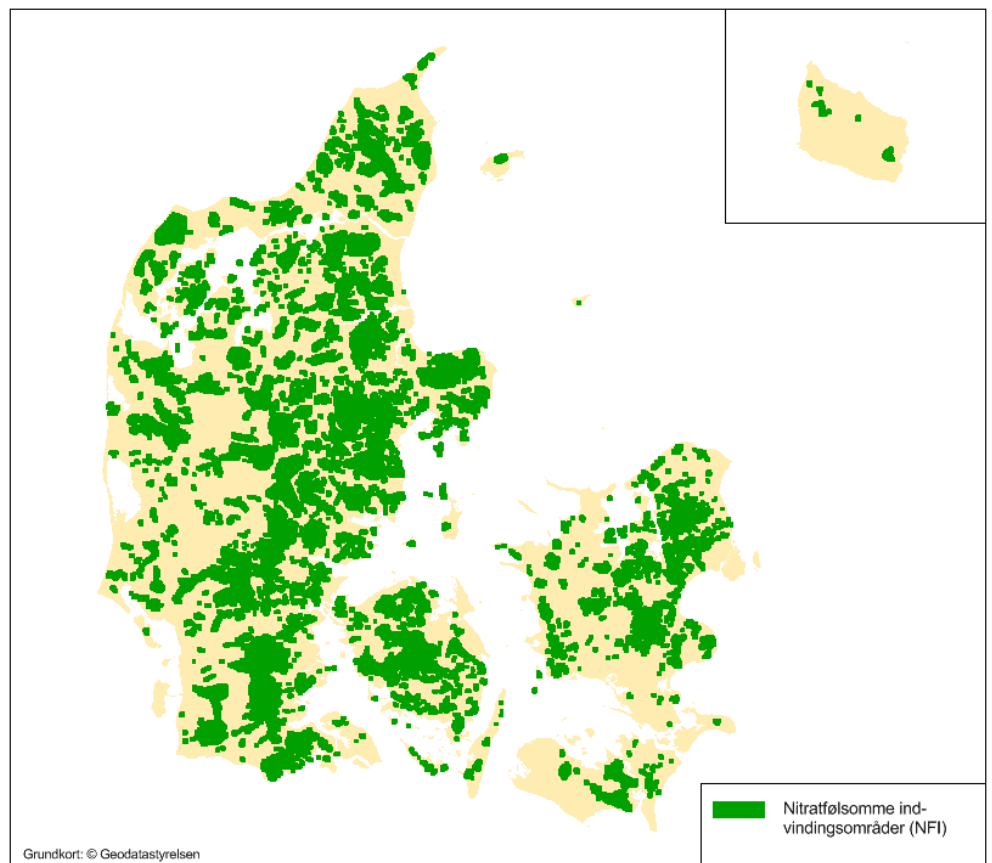 Nitratfølsomme ind-
vindingsområder (NFI)
Grundkort: © Geodatastyrelsen